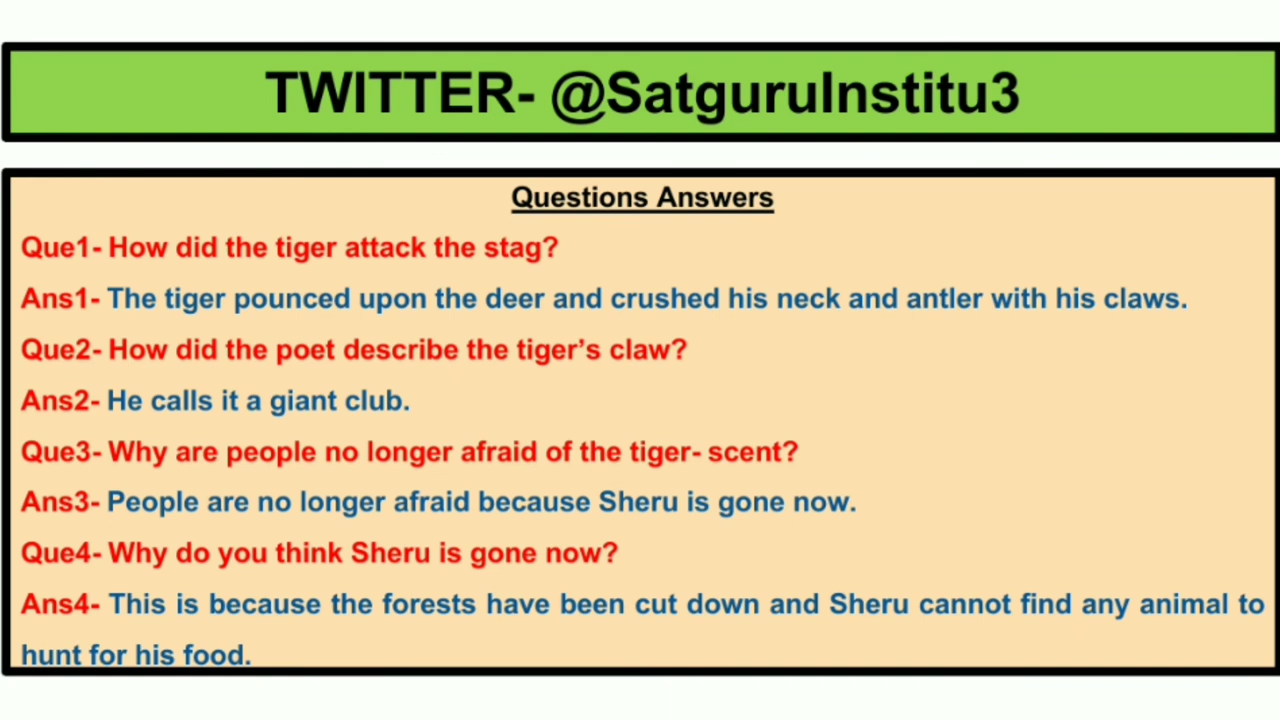 TWITTER- @SatguruInstitu3
Questions Answers
Que1- How did the tiger attack the stag?
Ans1- The tiger pounced upon the deer and crushed his neck and antler with his claws.
Que2- How did the poet describe the tiger’s claw?
Ans2- He calls it a giant club.
Que3- Why are people no longer afraid of the tiger- scent?
Ans3- People are no longer afraid because Sheru is gone now.
Que4- Why do you think Sheru is gone now?
Ans4- This is because the forests have been cut down and Sheru cannot find any animal to
hunt for his food.